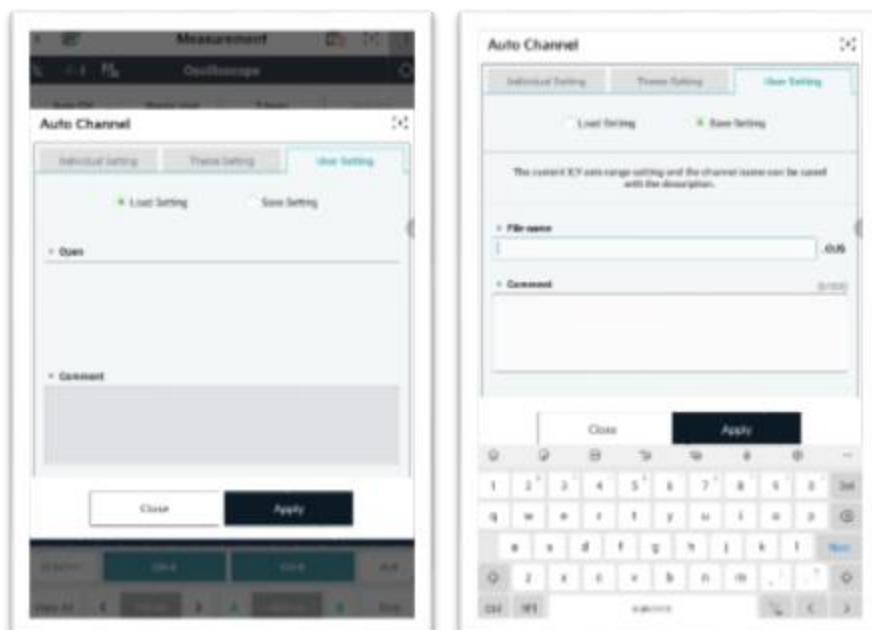 Measurement
Oscilloscope
Auto Channel
Individual Setting
Theme Setting
User Setting
Load Setting
Save Setting
Open
Comment
Close
Apply
Auto Channel
Individual Setting
Theme Setting
User Setting
Load Setting
Save Setting
The current X,Y axis range setting and the channel name can be saved
with the description.
File name
Comment
Close
Apply
1 2 3 4 5 6 7 8 9 0
q w e r t y u i o p
a s d f g h j k l Next
z x c v b n m